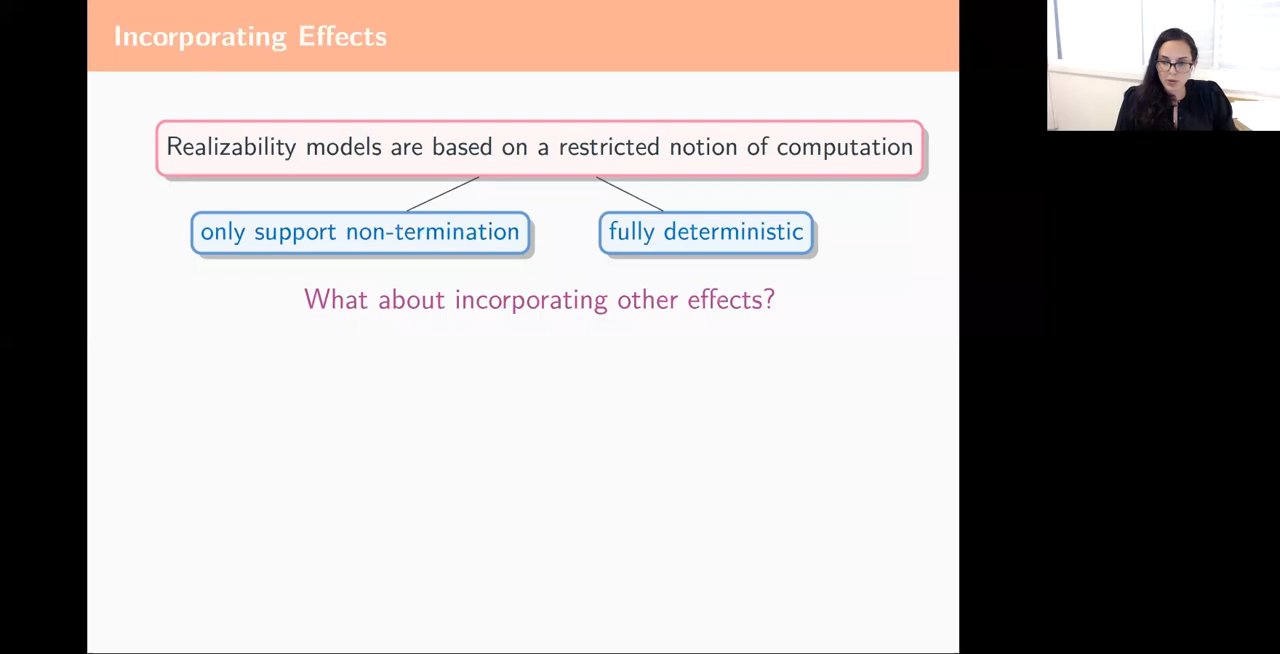 Incorporating Effects
Realizability models are based on a restricted notion of computation
only support non-termination
fully deterministic
What about incorporating other effects?